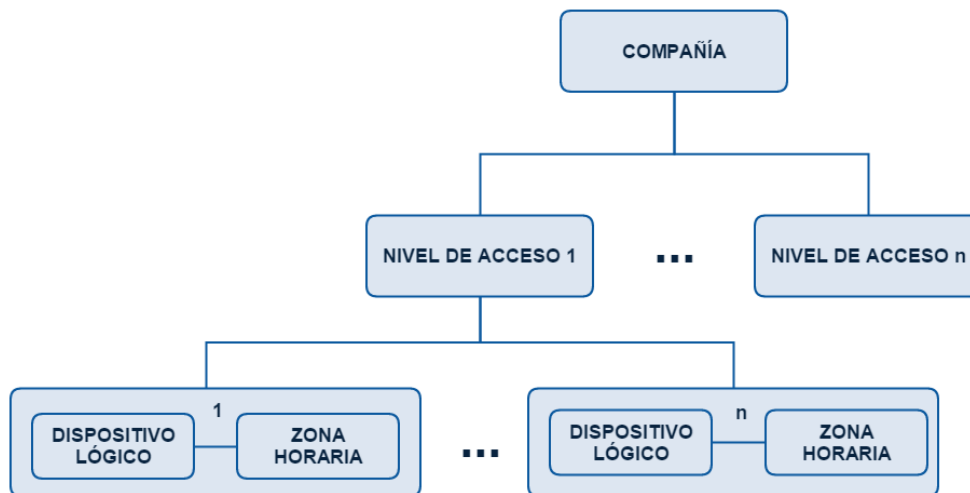 COMPAÑÍA
NIVEL DE ACCESO 1
...
NIVEL DE ACCESO n
1
DISPOSITIVO
LÓGICO
ZONA
HORARIA
...
n
DISPOSITIVO
LÓGICO
ZONA
HORARIA